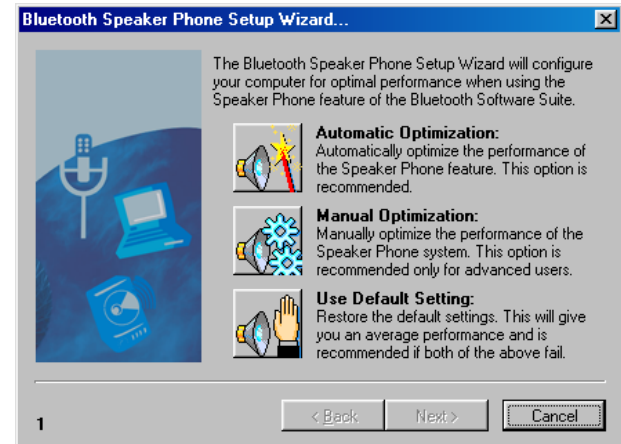 Bluetooth Speaker Phone Setup Wizard...
The Bluetooth Speaker Phone Setup Wizard will configure
your computer for optimal performance when using the
Speaker Phone feature of the Bluetooth Software Suite.
Automatic Optimization:
Automatically optimize the performance of
the Speaker Phone feature. This option is
recommended.
Manual Optimization:
Manually optimize the performance of the
Speaker Phone system. This option is
recommended only for advanced users.
Use Default Setting:
Restore the default settings. This will give
you an average performance and is
recommended if both of the above fail.
1
< Back
Next >
Cancel